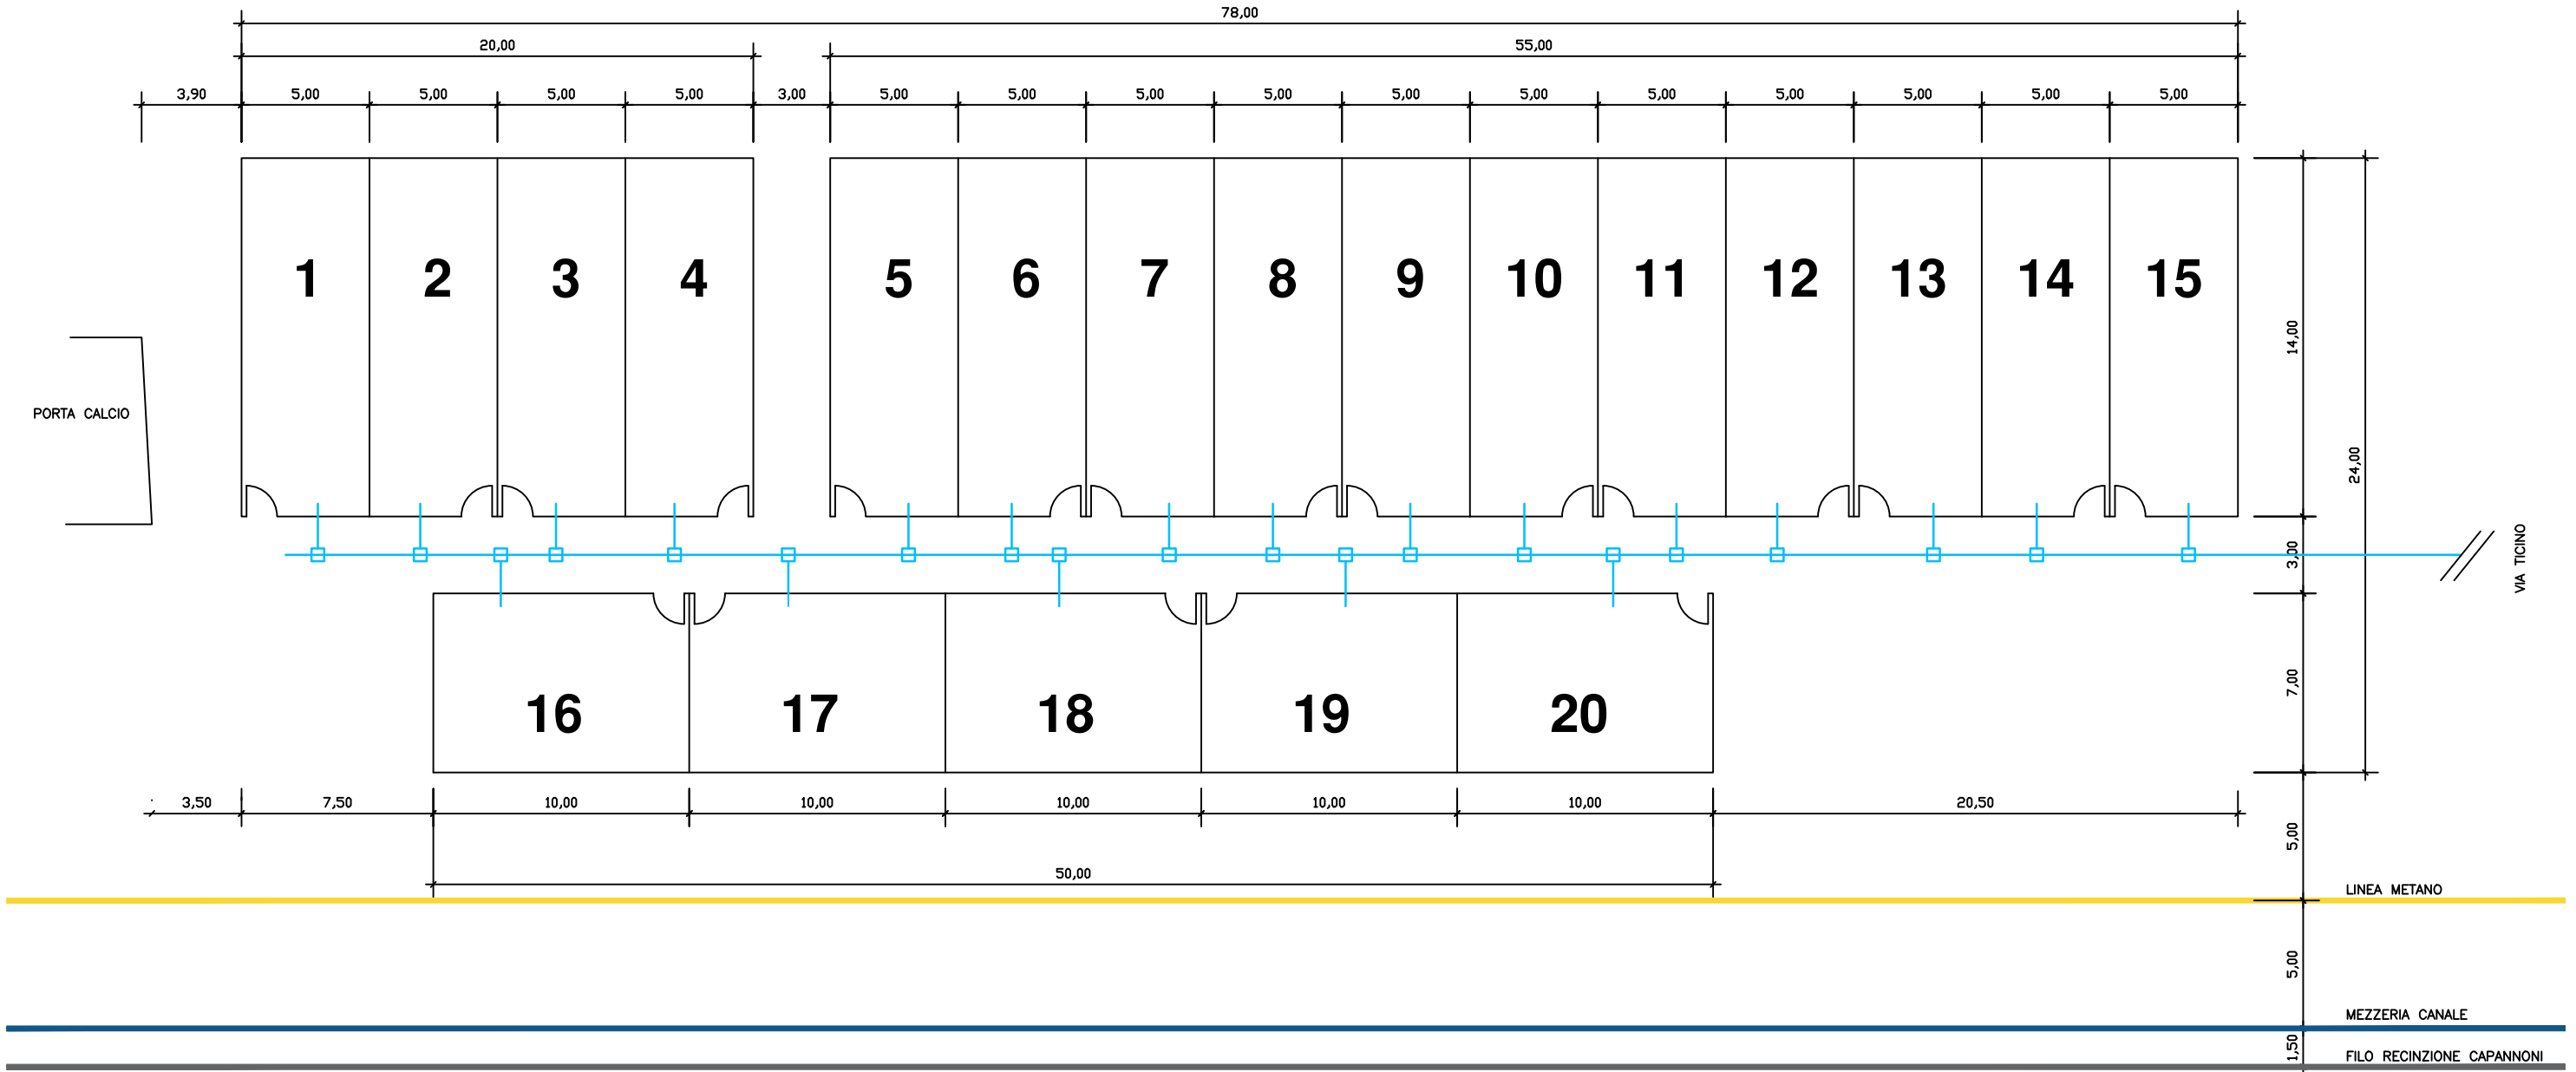 78,00
20,00 55,00
3,90 5,00 5,00 5,00 5,00 3,00 5,00 5,00 5,00 5,00 5,00 5,00 5,00 5,00 5,00 5,00 5,00
1 2 3 4 5 6 7 8 9 10 11 12 13 14 15
14,00
PORTA CALCIO
24,00
3,00
VIA TICINO
7,00
16 17 18 19 20
3,50 7,50 10,00 10,00 10,00 10,00 10,00 20,50
5,00
50,00
LINEA METANO
5,00
MEZZERIA CANALE
1,50
FILO RECINZIONE CAPANNONI